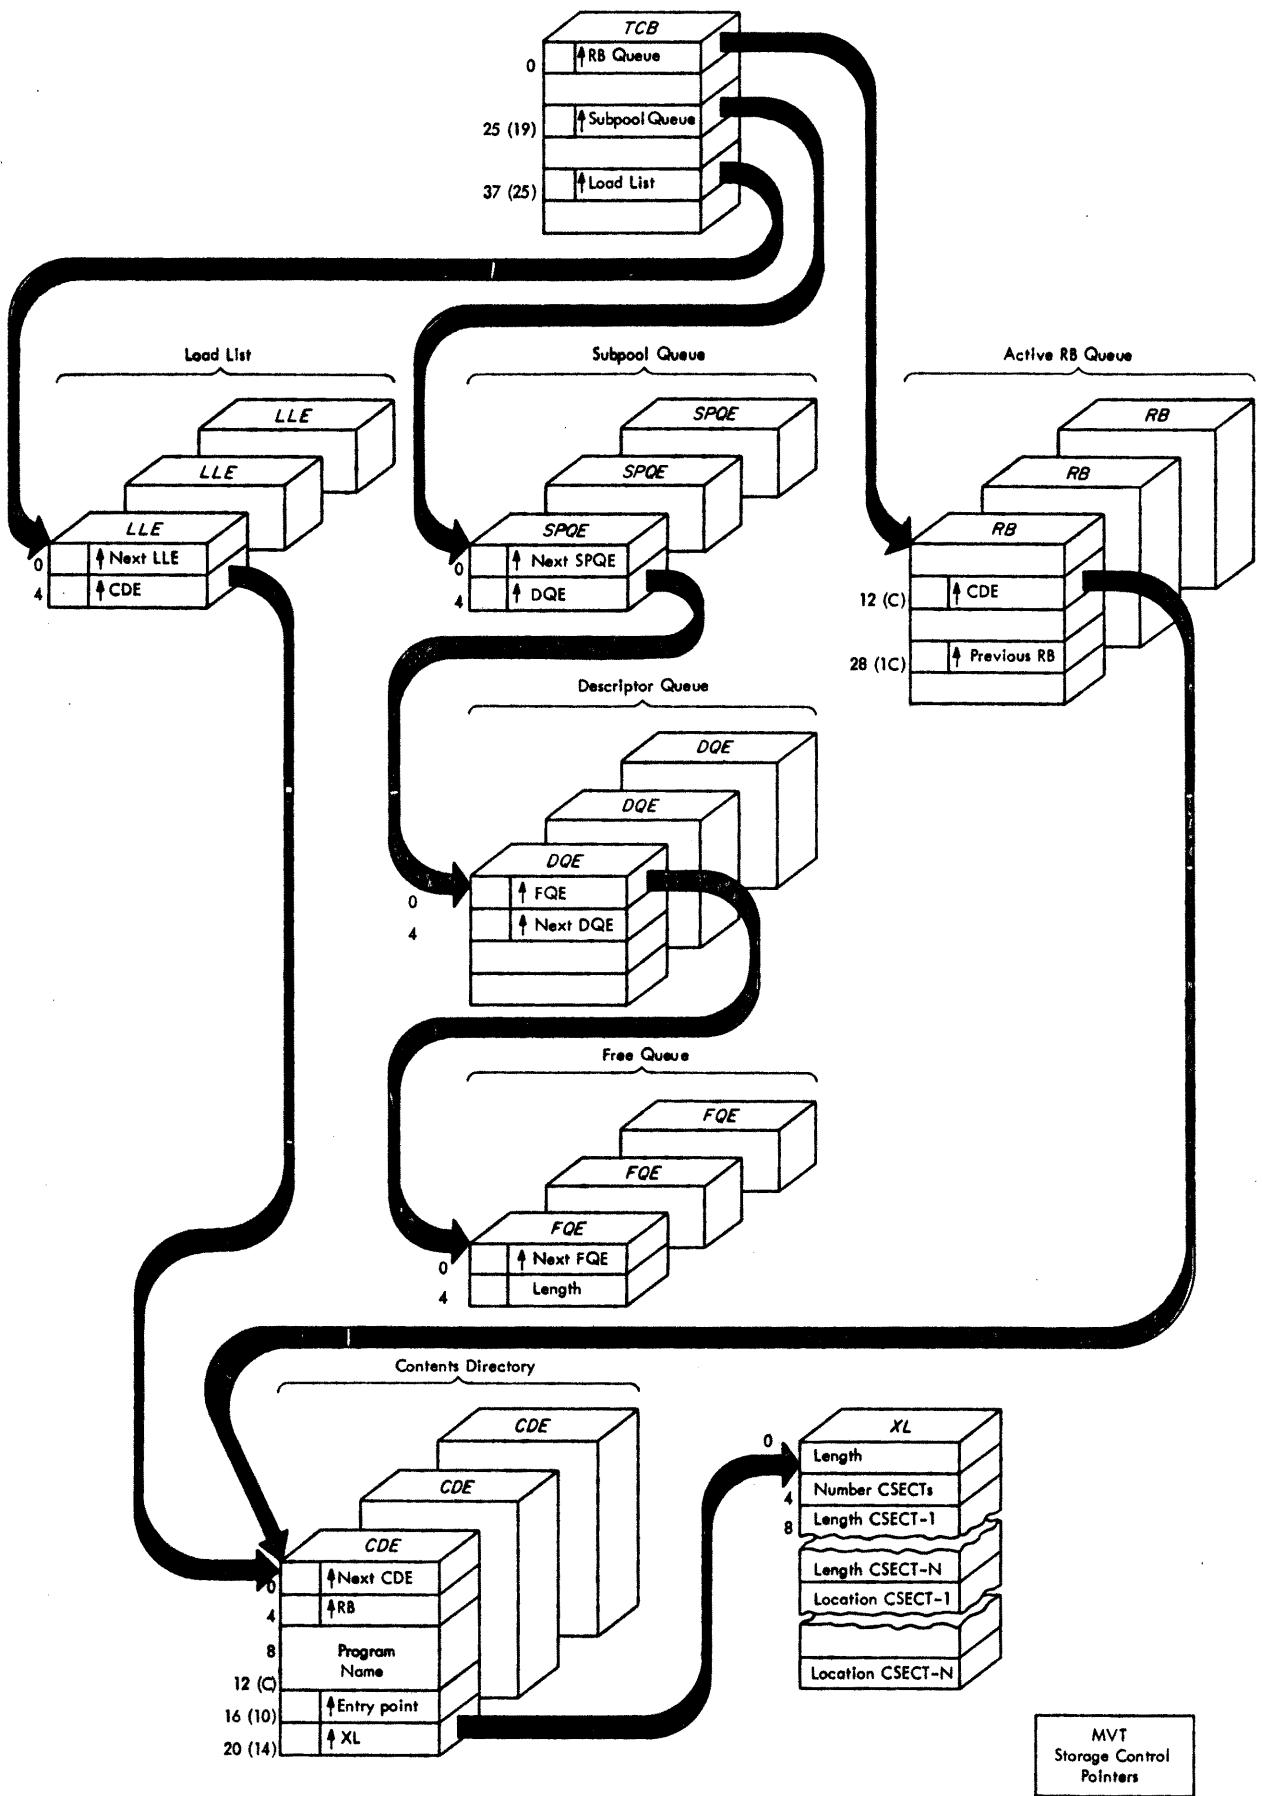 TCB
0
↑RB Queue
25 (19)
↑Subpool Queue
37 (25)
↑Load List
Load List
LLE
LLE
LLE
0
↑Next LLE
4
↑CDE
Subpool Queue
SPQE
SPQE
SPQE
0
↑ Next SPQE
4
↑ DQE
Active RB Queue
RB
RB
RB
12 (C)
↑ CDE
28 (1C)
↑ Previous RB
Descriptor Queue
DQE
DQE
DQE
0
↑ FQE
4
↑ Next DQE
Free Queue
FQE
FQE
FQE
0
↑ Next FQE
4
Length
Contents Directory
CDE
CDE
CDE
0
↑Next CDE
4
↑RB
8
Program
Name
12 (C)
16 (10)
↑Entry point
20 (14)
↑ XL
XL
0
Length
4
Number CSECTs
8
Length CSECT-1
Length CSECT-N
Location CSECT-1
Location CSECT-N
MVT
Storage Control
Pointers